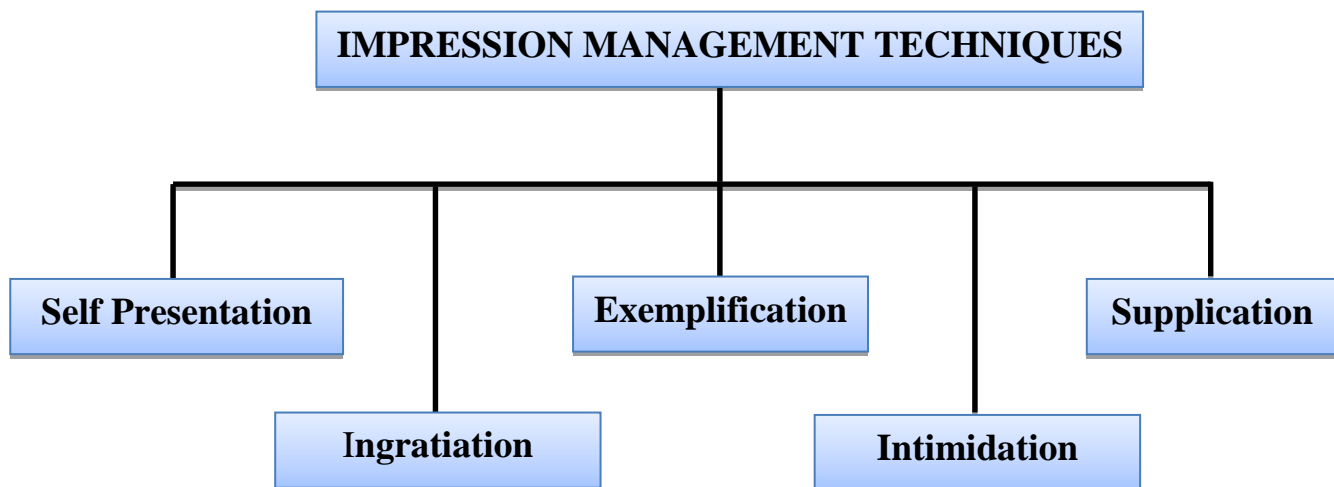 IMPRESSION MANAGEMENT TECHNIQUES
Self Presentation
Exemplification
Supplication
Ingratiation
Intimidation